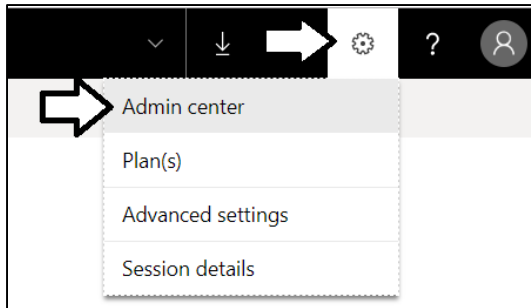 ?
Admin center
Plan(s)
Advanced settings
Session details